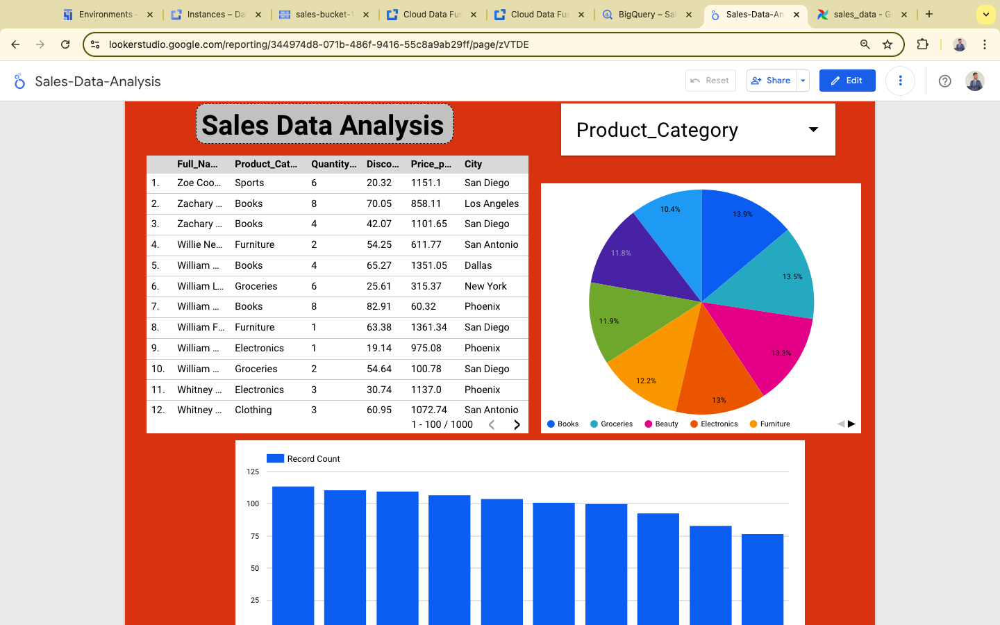 Environments -
Instances – Da
sales-bucket-1
Cloud Data Fus
Cloud Data Fus
BigQuery – Sal
Sales-Data-An
sales_data - G
lookerstudio.google.com/reporting/344974d8-071b-486f-9416-55c8a9ab29ff/page/zVTDE
Sales-Data-Analysis
Reset
Share
Edit
Sales Data Analysis
Product_Category
Full_Na... Product_Cat... Quantity... Disco... Price_p... City
1. Zoe Coo... Sports 6 20.32 1151.1 San Diego
2. Zachary ... Books 8 70.05 858.11 Los Angeles
3. Zachary ... Books 4 42.07 1101.65 San Diego
4. Willie Ne... Furniture 2 54.25 611.77 San Antonio
5. William ... Books 4 65.27 1351.05 Dallas
6. William L... Groceries 6 25.61 315.37 New York
7. William ... Books 8 82.91 60.32 Phoenix
8. William F... Furniture 1 63.38 1361.34 San Diego
9. William ... Electronics 1 19.14 975.08 Phoenix
10. William ... Groceries 2 54.64 100.78 San Diego
11. Whitney ... Electronics 3 30.74 1137.0 Phoenix
12. Whitney ... Clothing 3 60.95 1072.74 San Antonio
1 - 100 / 1000
10.4%
13.9%
11.8%
13.5%
11.9%
13.3%
12.2%
13%
Books Groceries Beauty Electronics Furniture
Record Count
125
100
75
50
25